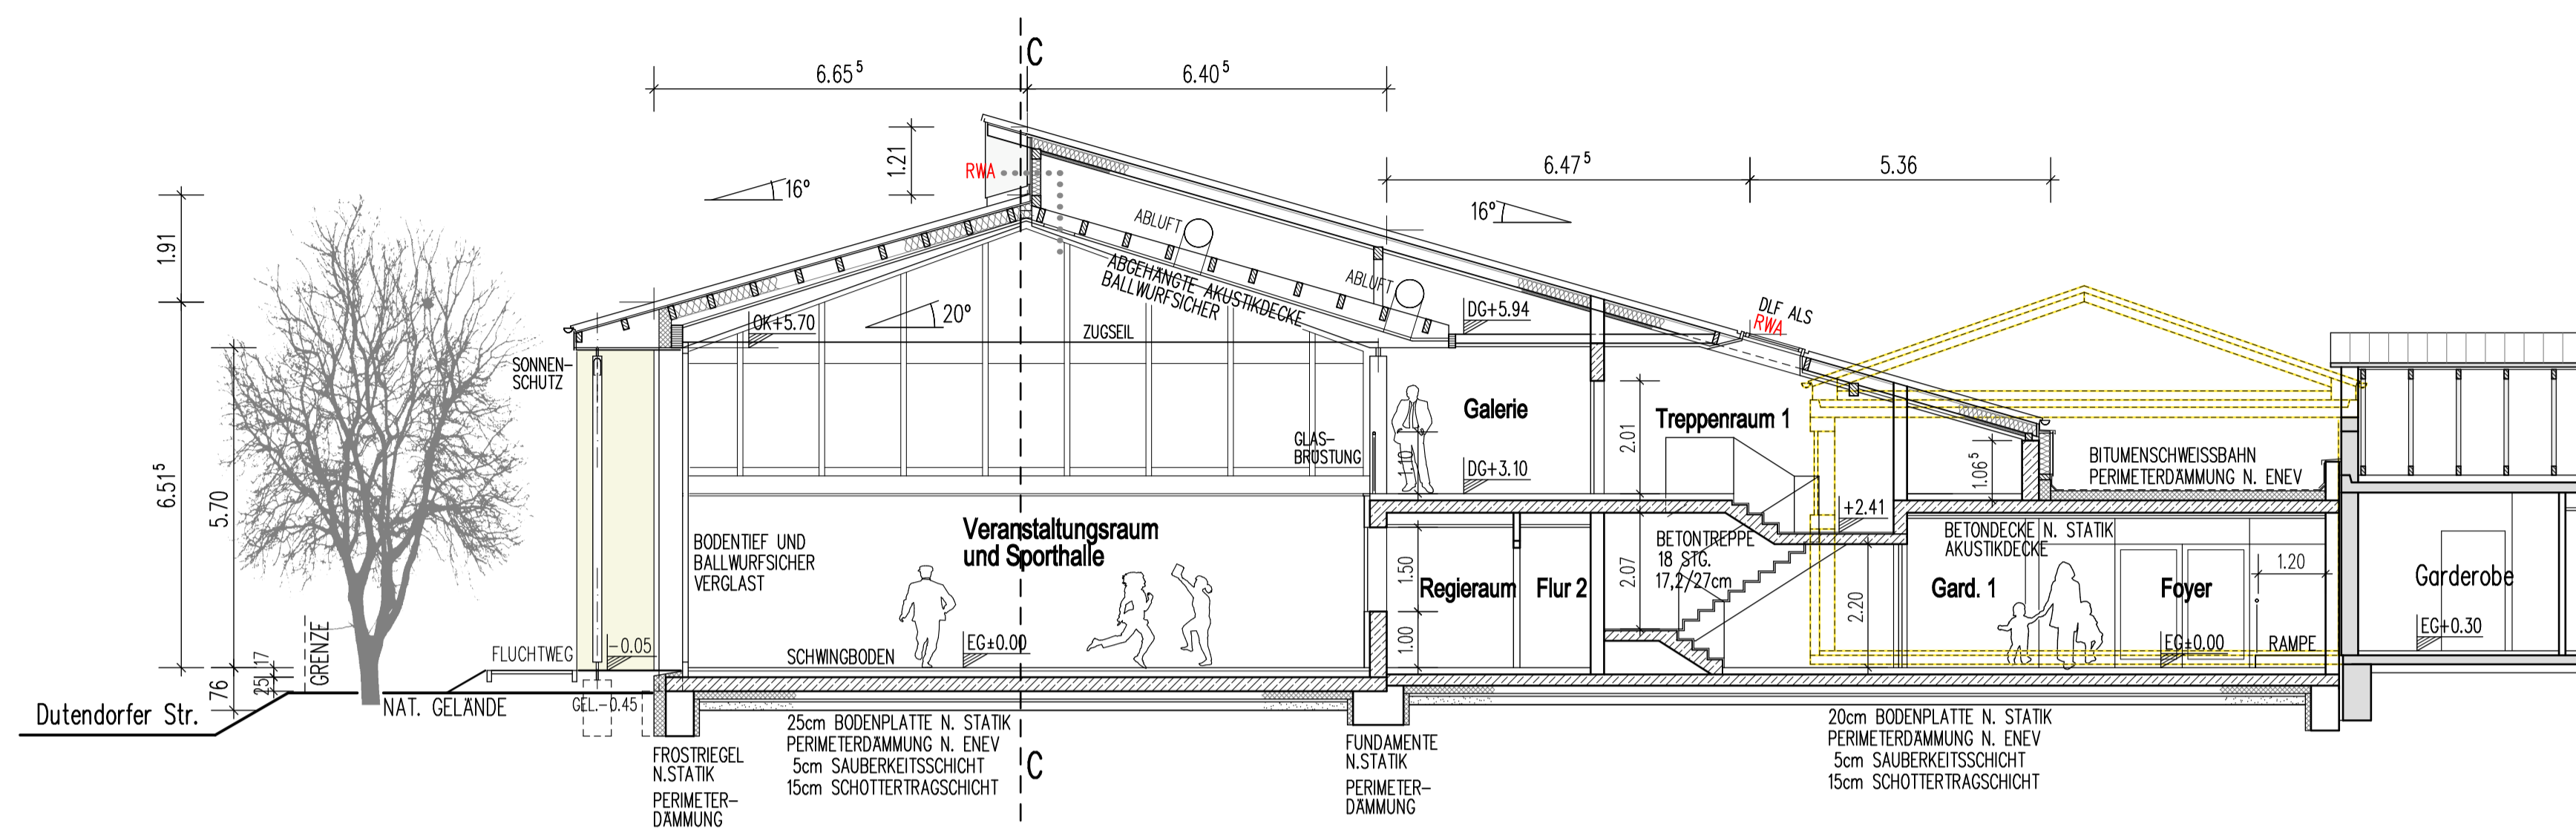 C
6.65⁵
6.40⁵
1.21
RWA
16°
6.47⁵
5.36
16°
1.91
ABLUFT
ABGEHÄNGTE AKUSTIKDECKE
BALLWURFSICHER
ABLUFT
DG+5.94
DLF ALS
RWA
OK+5.70
20°
ZUGSEIL
SONNEN-
SCHUTZ
Galerie
Treppenraum 1
GLAS-
BRÜSTUNG
1.10
2.01
DG+3.10
1.06⁵
BITUMENSCHWEISSBAHN
PERIMETERDÄMMUNG N. ENEV
6.51⁵
5.70
+2.41
Veranstaltungsraum
und Sporthalle
BODENTIEF UND
BALLWURFSICHER
VERGLAST
BETONTREPPE
18 STG.
17,2/27cm
BETONDECKE N. STATIK
AKUSTIKDECKE
1.50
2.07
1.20
Regieraum
Flur 2
2.20
Gard. 1
Foyer
Garderobe
1.00
EG+0.30
GRENZE
FLUCHTWEG
-0.05
SCHWINGBODEN
EG±0.00
EG±0.00
RAMPE
17
25
76
Dutendorfer Str.
NAT. GELÄNDE
GEL.-0.45
25cm BODENPLATTE N. STATIK
PERIMETERDÄMMUNG N. ENEV
5cm SAUBERKEITSSCHICHT
15cm SCHOTTERTRAGSCHICHT
C
FROSTRIEGEL
N.STATIK
PERIMETER-
DÄMMUNG
FUNDAMENTE
N.STATIK
PERIMETER-
DÄMMUNG
20cm BODENPLATTE N. STATIK
PERIMETERDÄMMUNG N. ENEV
5cm SAUBERKEITSSCHICHT
15cm SCHOTTERTRAGSCHICHT